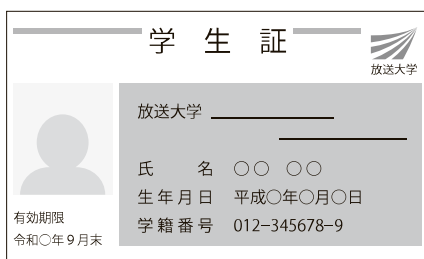 学生証
放送大学
放送大学
氏名 ○○ ○○
生年月日 平成○年○月○日
学籍番号 012-345678-9
有効期限
令和○年9月末